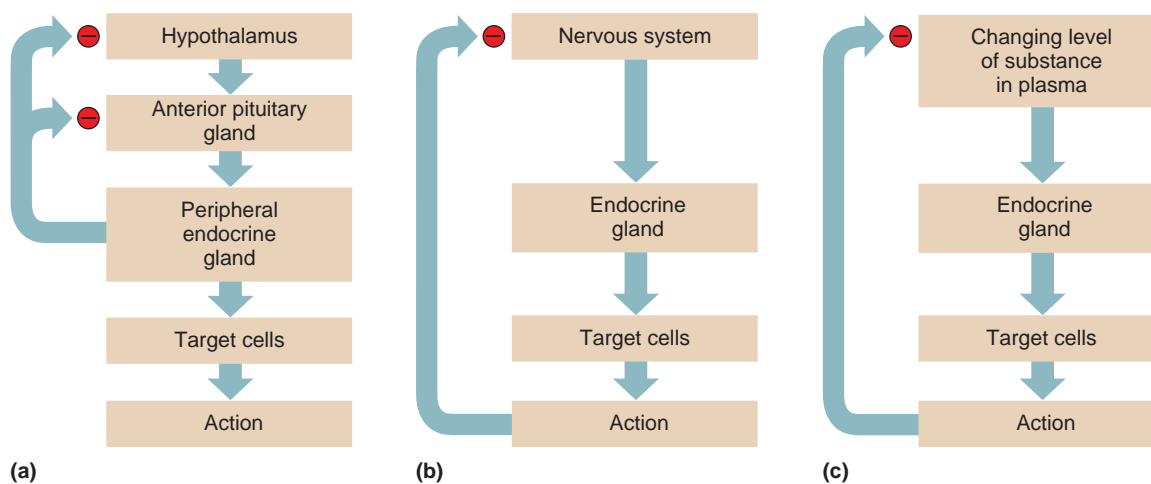 Hypothalamus
Anterior pituitary
gland
Peripheral
endocrine
gland
Target cells
Action
(a)
Nervous system
Endocrine
gland
Target cells
Action
(b)
Changing level
of substance
in plasma
Endocrine
gland
Target cells
Action
(c)